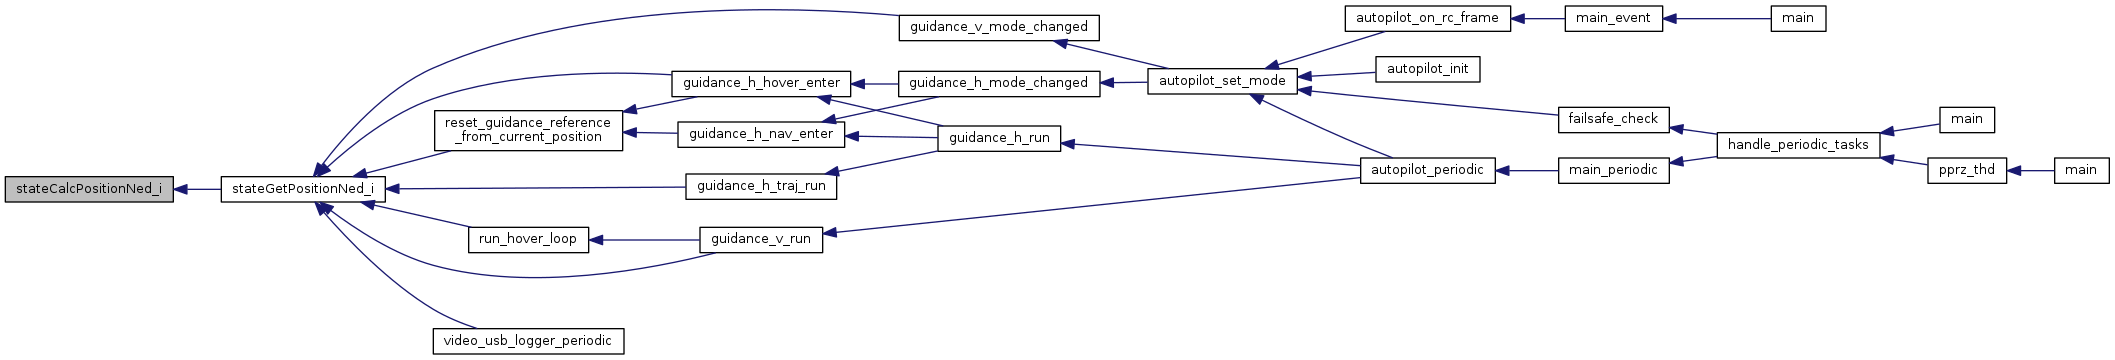 stateCalcPositionNed_i
stateGetPositionNed_i
guidance_v_mode_changed
guidance_h_hover_enter
reset_guidance_reference
_from_current_position
guidance_h_nav_enter
guidance_h_traj_run
run_hover_loop
guidance_v_run
video_usb_logger_periodic
guidance_h_mode_changed
guidance_h_run
autopilot_set_mode
autopilot_on_rc_frame
autopilot_init
autopilot_periodic
main_event
main
failsafe_check
main_periodic
handle_periodic_tasks
main
pprz_thd
main